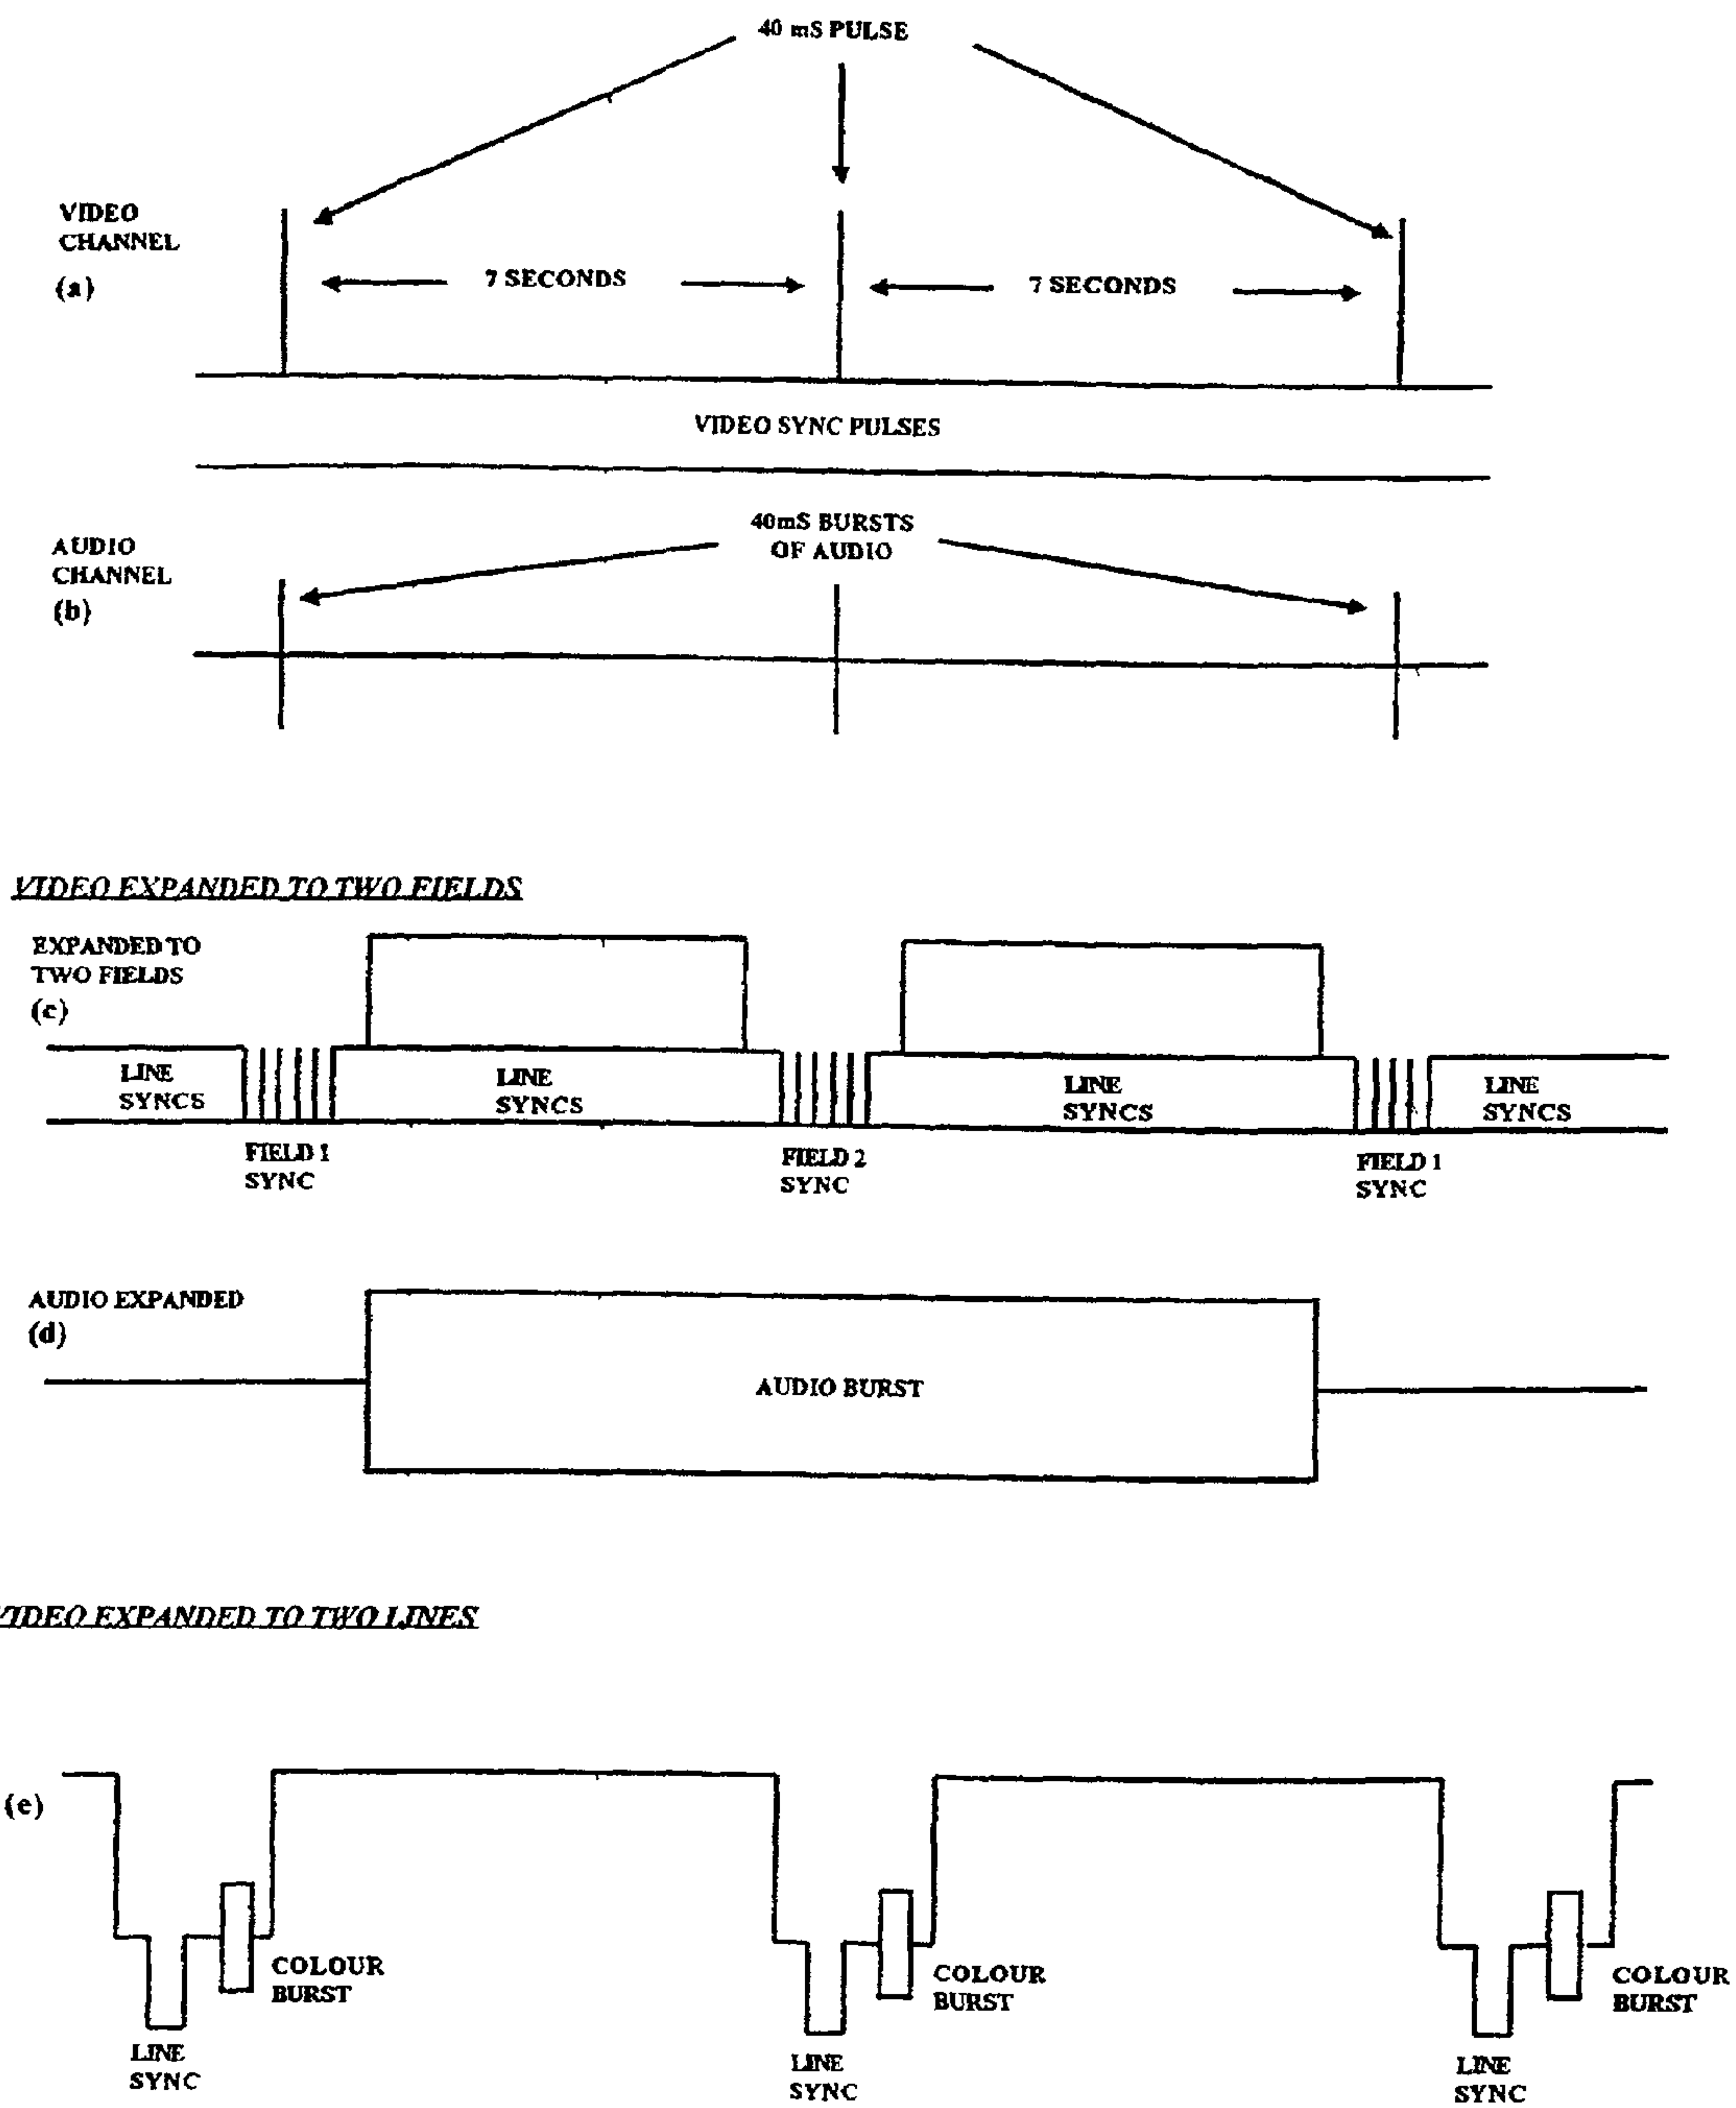 40 mS PULSE
VIDEO
CHANNEL
(a)
7 SECONDS
7 SECONDS
VIDEO SYNC PULSES
40mS BURSTS
OF AUDIO
AUDIO
CHANNEL
(b)
VIDEO EXPANDED TO TWO FIELDS
EXPANDED TO
TWO FIELDS
(c)
LINE
SYNCS
LINE
SYNCS
LINE
SYNCS
LINE
SYNCS
FIELD 1
SYNC
FIELD 2
SYNC
FIELD 1
SYNC
AUDIO EXPANDED
(d)
AUDIO BURST
VIDEO EXPANDED TO TWO LINES
(e)
COLOUR
BURST
COLOUR
BURST
COLOUR
BURST
LINE
SYNC
LINE
SYNC
LINE
SYNC